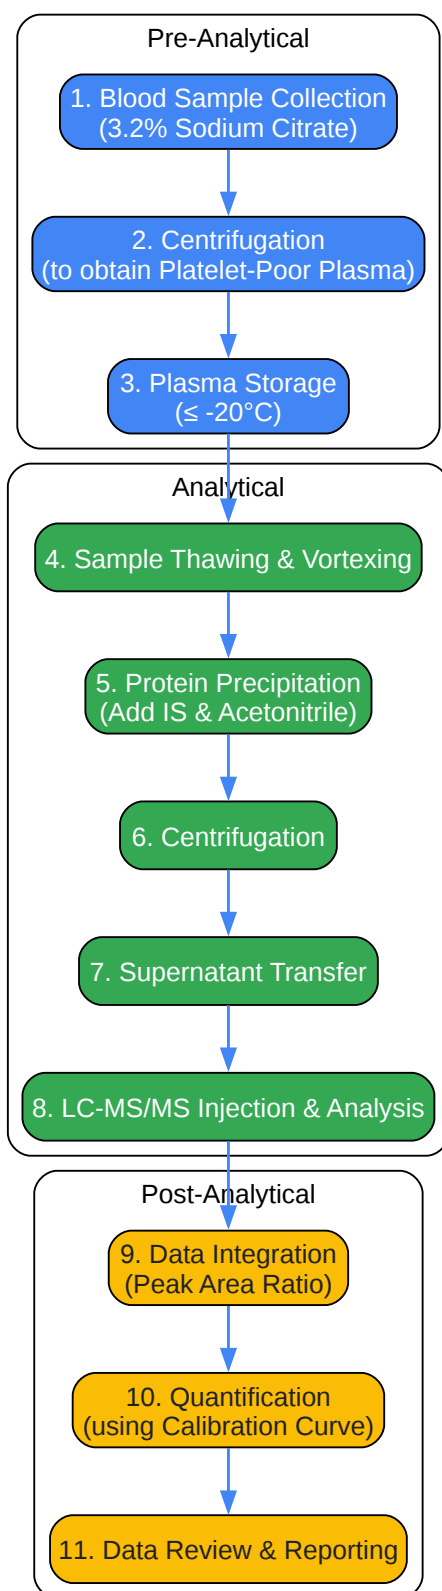 Pre-Analytical
1. Blood Sample Collection
(3.2% Sodium Citrate)
2. Centrifugation
(to obtain Platelet-Poor Plasma)
3. Plasma Storage
(≤ -20°C)
Analytical
4. Sample Thawing & Vortexing
5. Protein Precipitation
(Add IS & Acetonitrile)
6. Centrifugation
7. Supernatant Transfer
8. LC-MS/MS Injection & Analysis
Post-Analytical
9. Data Integration
(Peak Area Ratio)
10. Quantification
(using Calibration Curve)
11. Data Review & Reporting